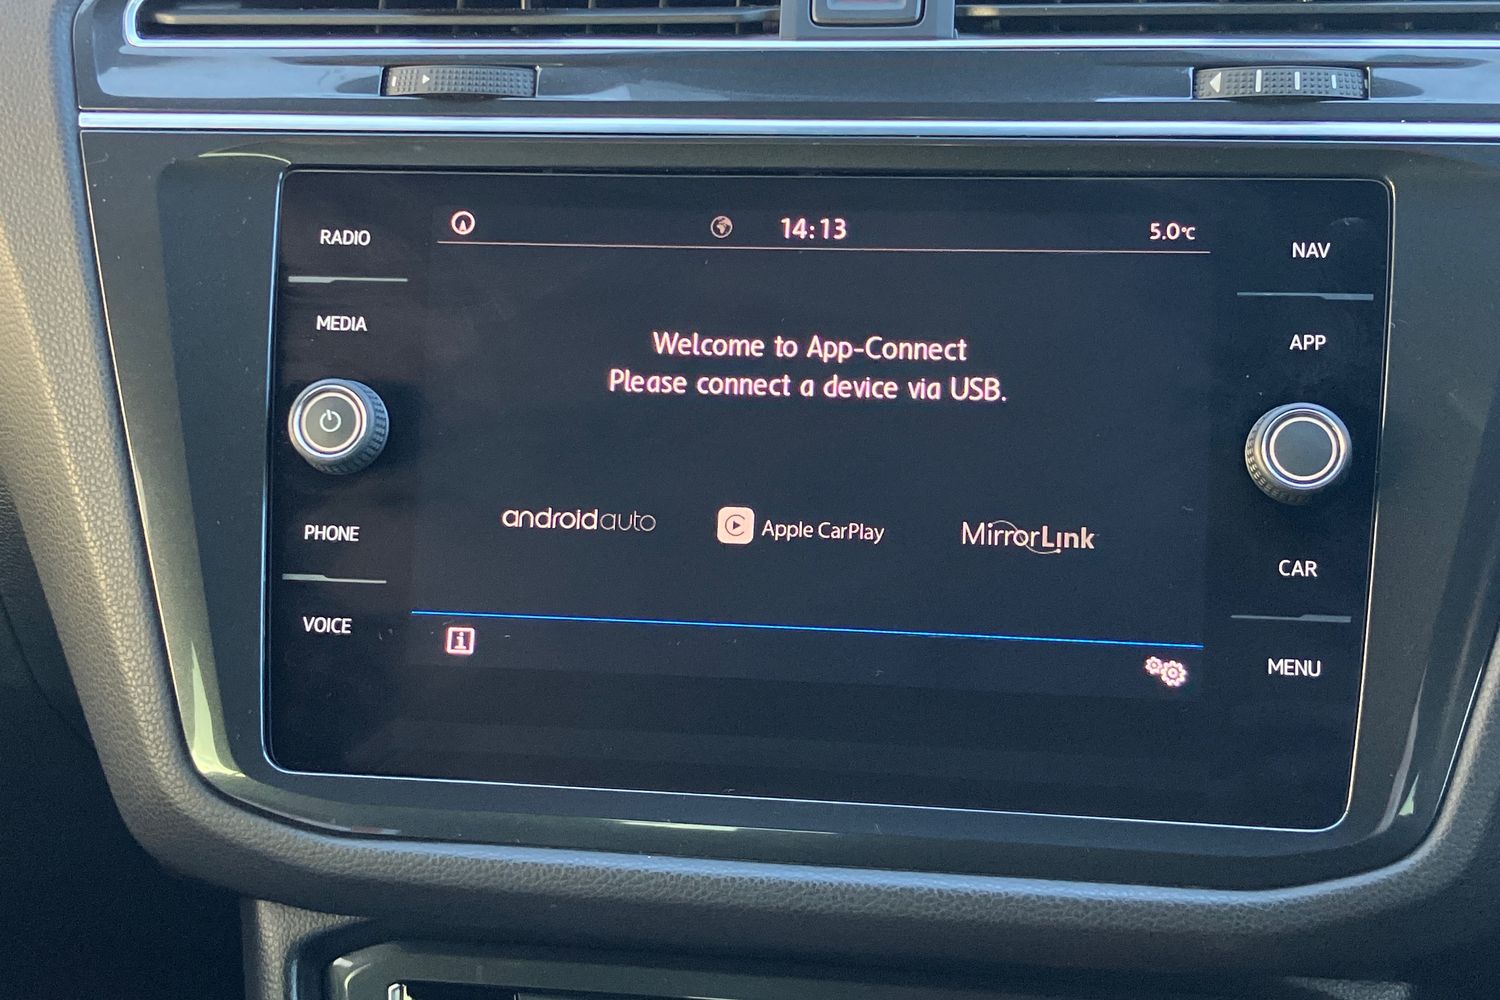 RADIO
MEDIA
PHONE
VOICE
14:13
5.0°C
Welcome to App-Connect
Please connect a device via USB.
androidauto
Apple CarPlay
MirrorLink
NAV
APP
CAR
MENU